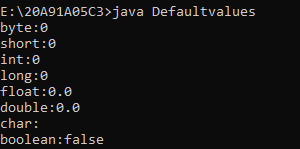 E:\20A91A05C3>java Defaultvalues
byte:0
short:0
int:0
long:0
float:0.0
double:0.0
char:
boolean:false